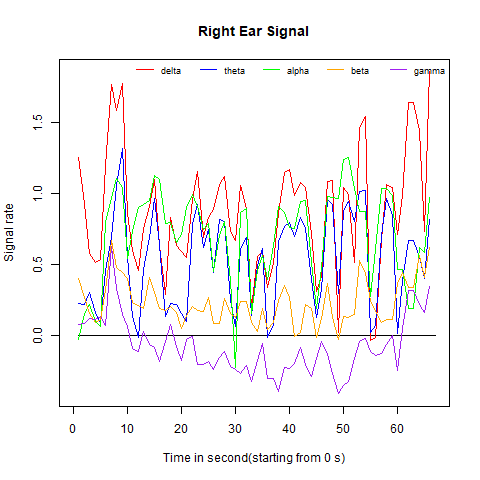 Right Ear Signal
delta theta alpha beta gamma
Signal rate
0.0 0.5 1.0 1.5
0 10 20 30 40 50 60
Time in second(starting from 0 s)